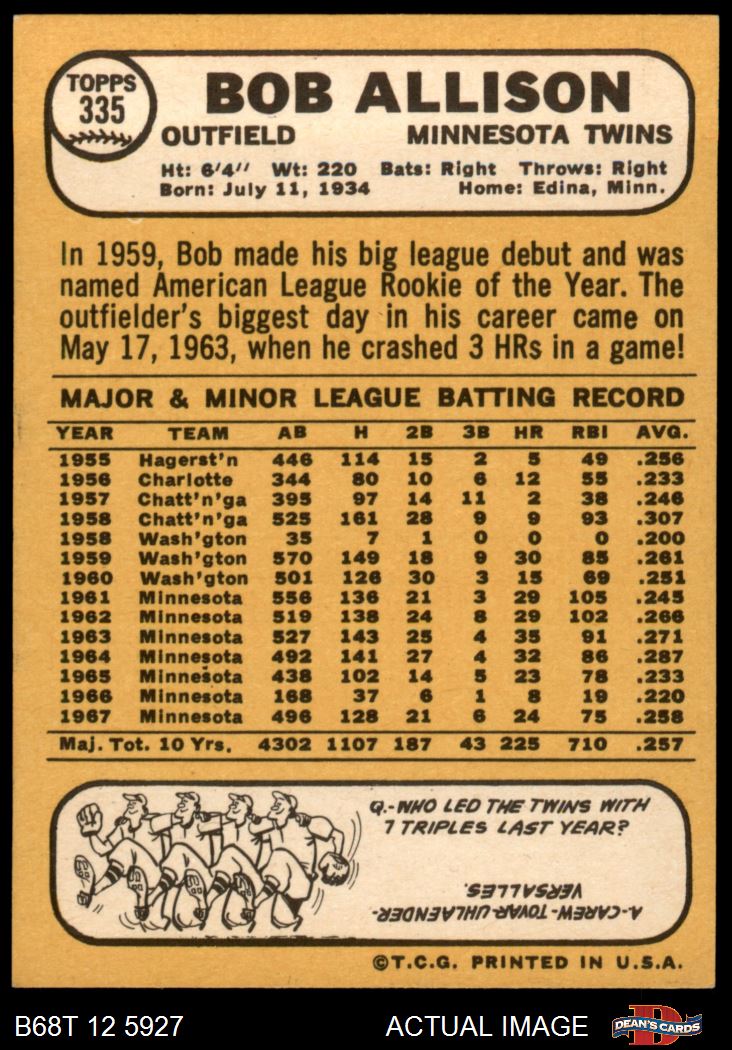 TOPPS
335
BOB ALLISON
OUTFIELD MINNESOTA TWINS
Ht: 6'4'' Wt: 220 Bats: Right Throws: Right
Born: July 11, 1934 Home: Edina, Minn.
In 1959, Bob made his big league debut and was
named American League Rookie of the Year. The
outfielder's biggest day in his career came on
May 17, 1963, when he crashed 3 HRs in a game!
MAJOR & MINOR LEAGUE BATTING RECORD
YEAR TEAM AB H 2B 3B HR RBI AVG.
1955 Hagerst'n 446 114 15 2 5 49 .256
1956 Charlotte 344 80 10 6 12 55 .233
1957 Chatt'n'ga 395 97 14 11 2 38 .246
1958 Chatt'n'ga 525 161 28 9 9 93 .307
1958 Wash'gton 35 7 1 0 0 0 .200
1959 Wash'gton 570 149 18 9 30 85 .261
1960 Wash'gton 501 126 30 3 15 69 .251
1961 Minnesota 556 136 21 3 29 105 .245
1962 Minnesota 519 138 24 8 29 102 .266
1963 Minnesota 527 143 25 4 35 91 .271
1964 Minnesota 492 141 27 4 32 86 .287
1965 Minnesota 438 102 14 5 23 78 .233
1966 Minnesota 168 37 6 1 8 19 .220
1967 Minnesota 496 128 21 6 24 75 .258
Maj. Tot. 10 Yrs. 4302 1107 187 43 225 710 .257
Q.-WHO LED THE TWINS WITH
7 TRIPLES LAST YEAR?
A-CAREW-TOVAR-UHLAENDER-
VERSALLES.
©T.C.G. PRINTED IN U.S.A.
B68T 12 5927 ACTUAL IMAGE
D
DEAN'S CARDS